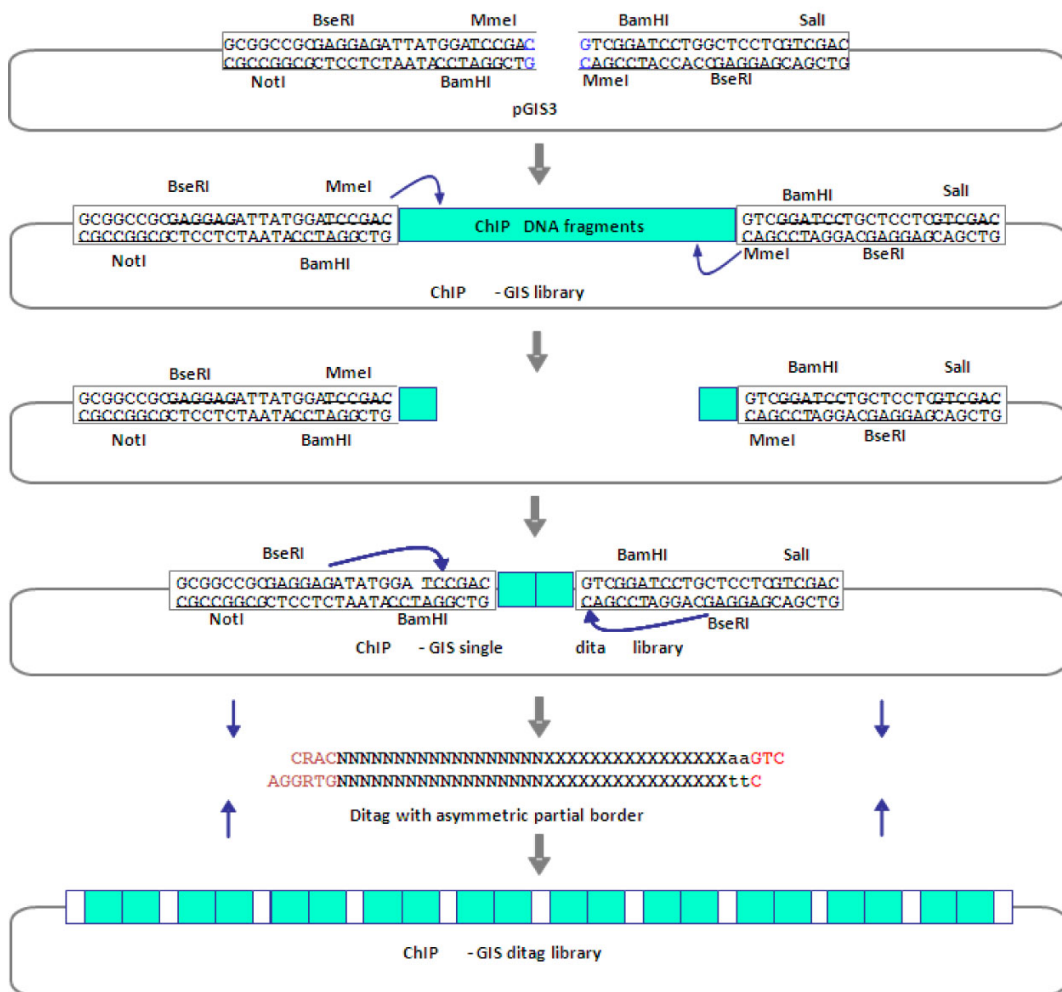 BseRI MmeI BamHI SalI
GCGGCCGCGAGGAGATTATGGATCCGAC GTCGGATCCTGGCTCCTCGTCGAC
CGCCGGCGCTCCTCTAATACCTAGGCTG CAGCCTACCACCGAGGAGCAGCTG
NotI BamHI MmeI BseRI
pGIS3
BseRI MmeI BamHI SalI
GCGGCCGCGAGGAGATTATGGATCCGAC ChIP DNA fragments GTCGGATCCTGCTCCTCGTCGAC
CGCCGGCGCTCCTCTAATACCTAGGCTG CAGCCTAGGACGAGGAGCAGCTG
NotI BamHI MmeI BseRI
ChIP - GIS library
BseRI MmeI BamHI SalI
GCGGCCGCGAGGAGATTATGGATCCGAC GTCGGATCCTGCTCCTCGTCGAC
CGCCGGCGCTCCTCTAATACCTAGGCTG CAGCCTAGGACGAGGAGCAGCTG
NotI BamHI MmeI BseRI
BseRI BamHI SalI
GCGGCCGCGAGGAGATATGGA TCCGAC GTCGGATCCTGCTCCTCGTCGAC
CGCCGGCGCTCCTCTAATACCTAGGCTG CAGCCTAGGACGAGGAGCAGCTG
NotI BamHI BseRI
ChIP - GIS single dita library
CRACNNNNNNNNNNNNNNNNNNXXXXXXXXXXXXXXXXaaGTC
AGGRTGNNNNNNNNNNNNNNNNNNXXXXXXXXXXXXXXXXttC
Ditag with asymmetric partial border
ChIP - GIS ditag library